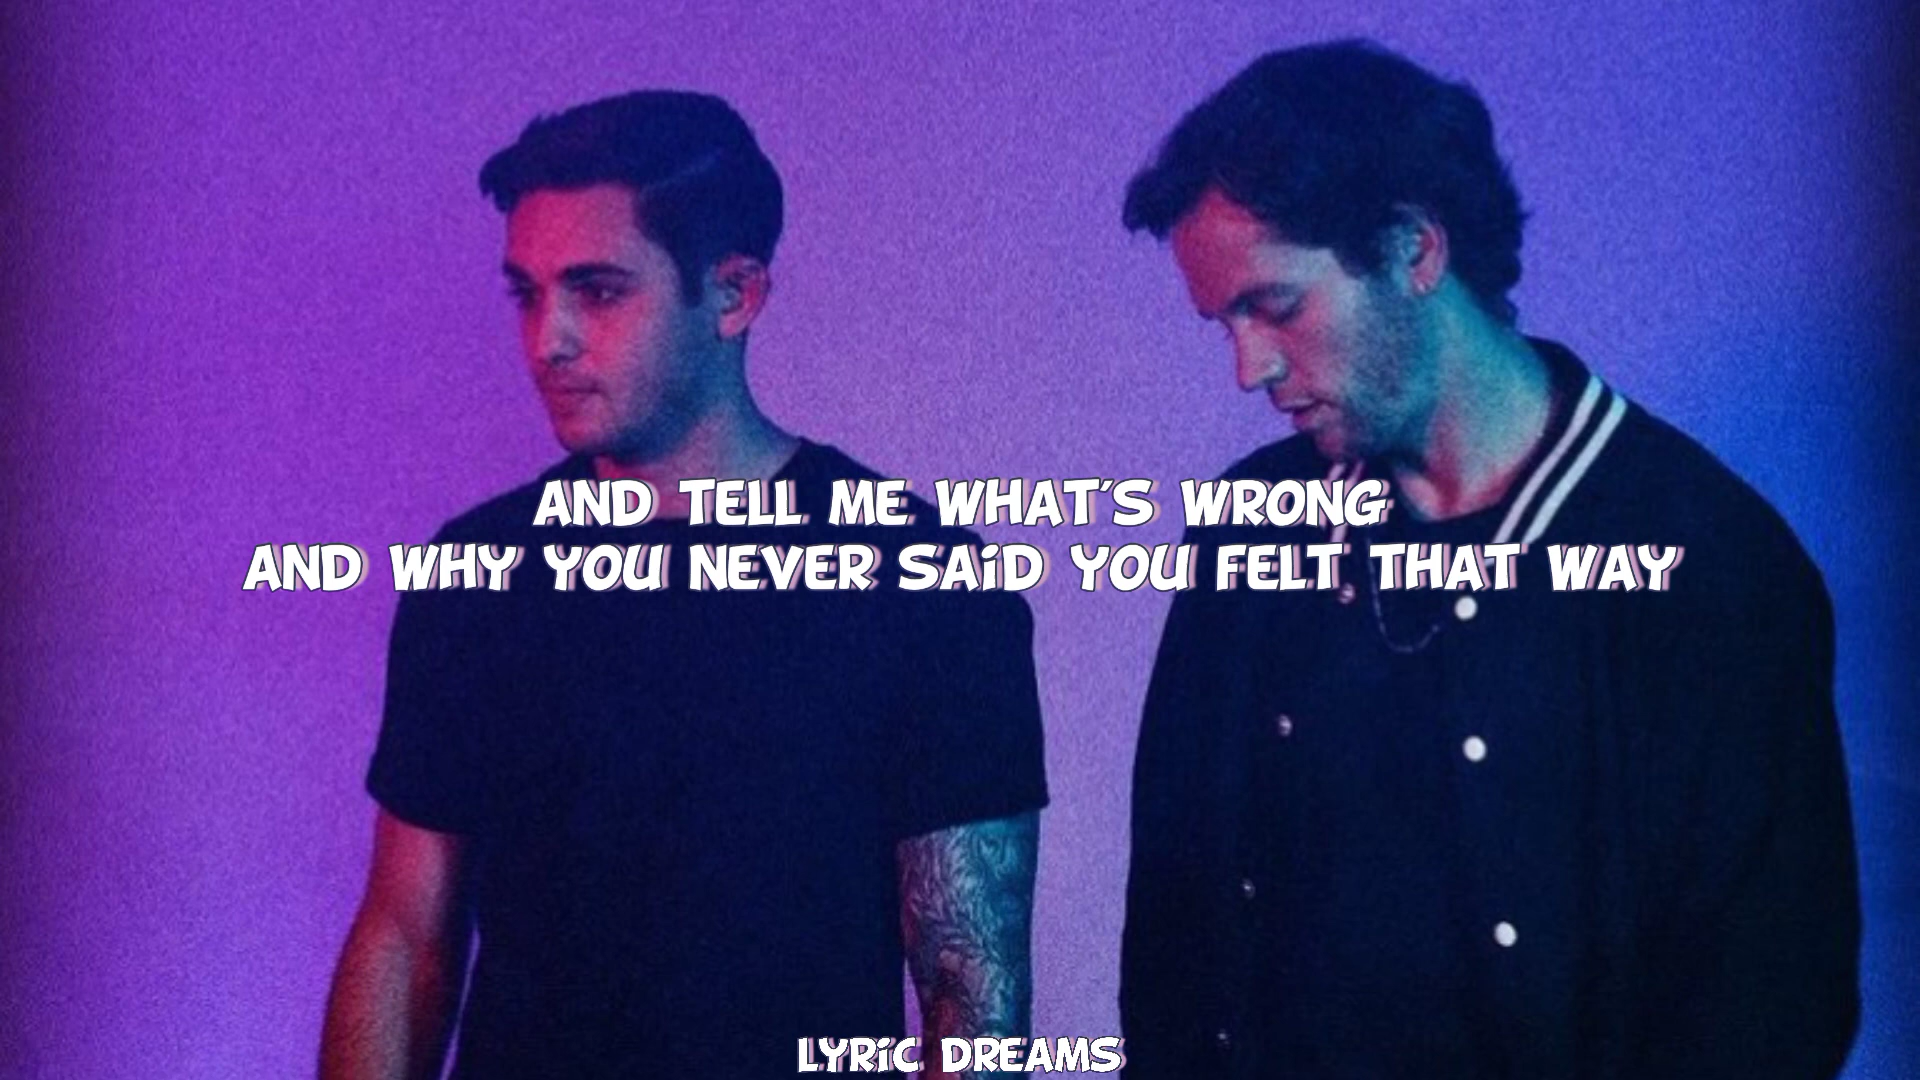 AND TELL ME WHAT'S WRONG
AND WHY YOU NEVER SAiD YOU FELT THAT WAY
LYRiC DREAMS